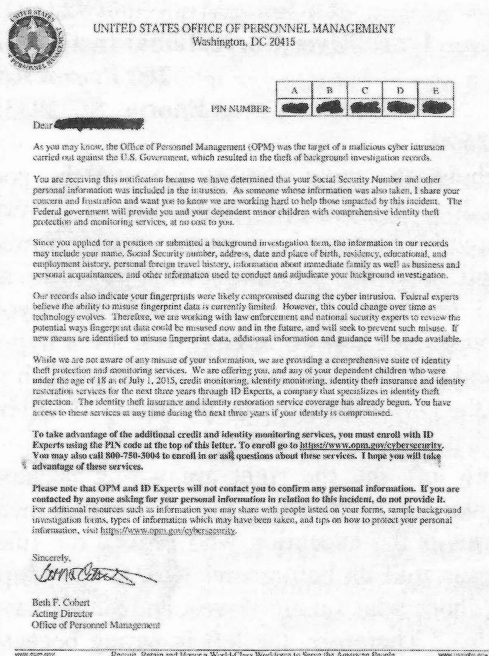 UNITED STATES OFFICE OF PERSONNEL MANAGEMENT
Washington, DC 20415
A B C D E
PIN NUMBER:
Dear
As you may know, the Office of Personnel Management (OPM) was the target of a malicious cyber intrusion
carried out against the U.S. Government, which resulted in the theft of background investigation records.
You are receiving this notification because we have determined that your Social Security Number and other
personal information was included in the intrusion. As someone whose information was also taken, I share your
concern and frustration and want you to know we are working hard to help those impacted by this incident. The
Federal government will provide you and your dependent minor children with comprehensive identity theft
protection and monitoring services, at no cost to you.
Since you applied for a position or submitted a background investigation form, the information in our records
may include your name, Social Security number, address, date and place of birth, residency, educational, and
employment history, personal foreign travel history, information about immediate family as well as business and
personal acquaintances, and other information used to conduct and adjudicate your background investigation.
Our records also indicate your fingerprints were likely compromised during the cyber intrusion. Federal experts
believe the ability to misuse fingerprint data is currently limited. However, this could change over time as
technology evolves. Therefore, we are working with law enforcement and national security experts to review the
potential ways fingerprint data could be misused now and in the future, and will seek to prevent such misuse. If
new means are identified to misuse fingerprint data, additional information and guidance will be made available.
While we are not aware of any misuse of your information, we are providing a comprehensive suite of identity
theft protection and monitoring services. We are offering you, and any of your dependent children who were
under the age of 18 as of July 1, 2015, credit monitoring, identity monitoring, identity theft insurance and identity
restoration services for the next three years through ID Experts, a company that specializes in identity theft
protection. The identity theft insurance and identity restoration service coverage has already begun. You have
access to these services at any time during the next three years if your identity is compromised.
To take advantage of the additional credit and identity monitoring services, you must enroll with ID
Experts using the PIN code at the top of this letter. To enroll go to https://www.opm.gov/cybersecurity.
You may also call 800-750-3004 to enroll in or ask questions about these services. I hope you will take
advantage of these services.
Please note that OPM and ID Experts will not contact you to confirm any personal information. If you are
contacted by anyone asking for your personal information in relation to this incident, do not provide it.
For additional resources such as information you may share with people listed on your forms, sample background
investigation forms, types of information which may have been taken, and tips on how to protect your personal
information, visit https://www.opm.gov/cybersecurity.
Sincerely,
Beth F. Cobert
Acting Director
Office of Personnel Management
Recruit, Retain and Honor a World-Class Workforce to Serve the American People